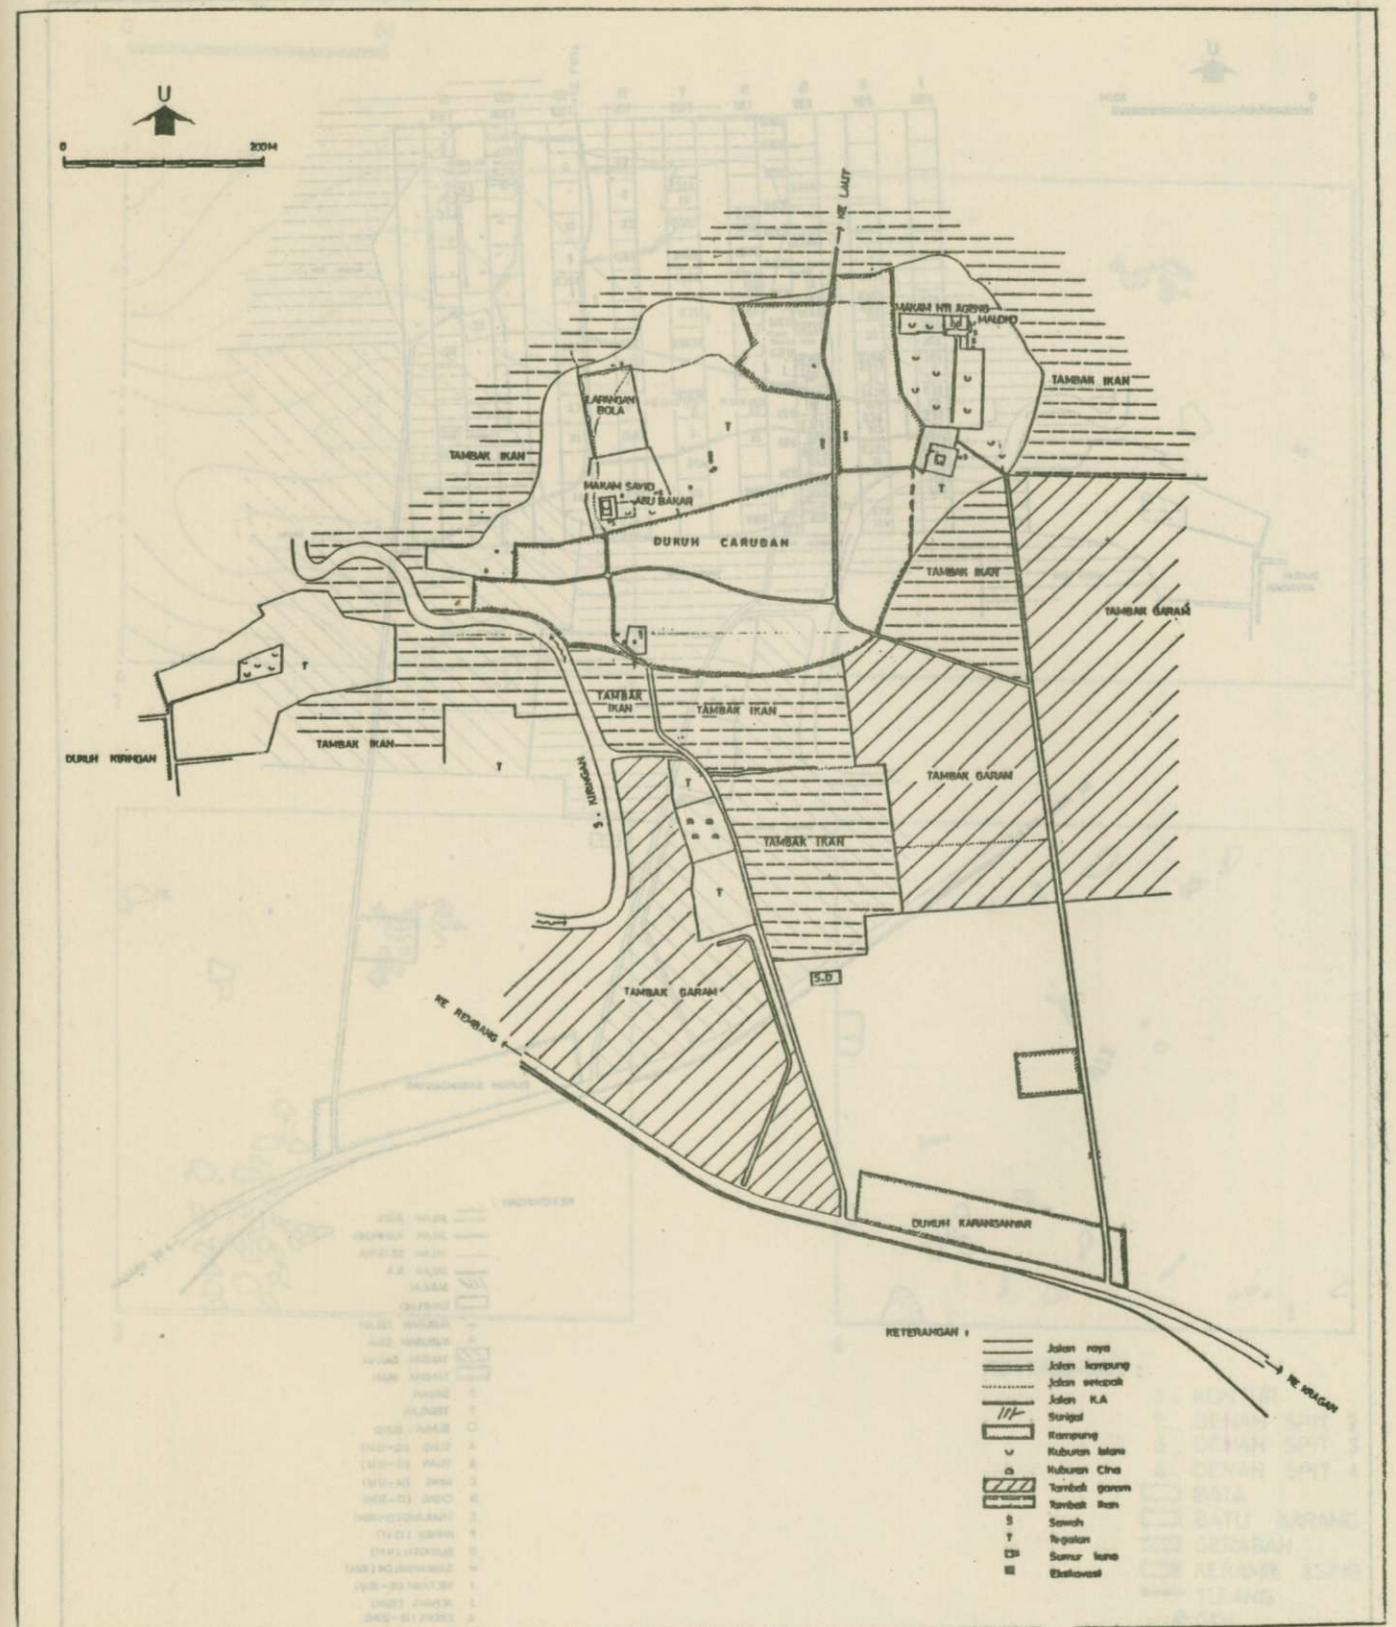 U
0 200 M
KE LAUT
MAKAM NYI AGENG
MALOKO
TAMBAK IKAN
LAPANGAN
BOLA
T
S
TAMBAK IKAN
MAKAM SAYID
ABU BAKAR
T
DUKUH CARUBAN
TAMBAK IKAN
TAMBAK GARAM
T
TAMBAK
IKAN
TAMBAK IKAN
DUKUH KIRINGAN
TAMBAK IKAN
T
S. KIRINGAN
T
TAMBAK GARAM
TAMBAK IKAN
T
S.D
TAMBAK GARAM
KE REMBANG
DUKUH KARANGANYAR
KE KRAGAN
KETERANGAN :
Jalan raya
Jalan kampung
Jalan setapak
Jalan K.A
Sungai
Kampung
Kuburan Islam
Kuburan Cina
Tambak garam
Tambak ikan
S Sawah
T Tegalan
Sumur kuno
Ekskavasi